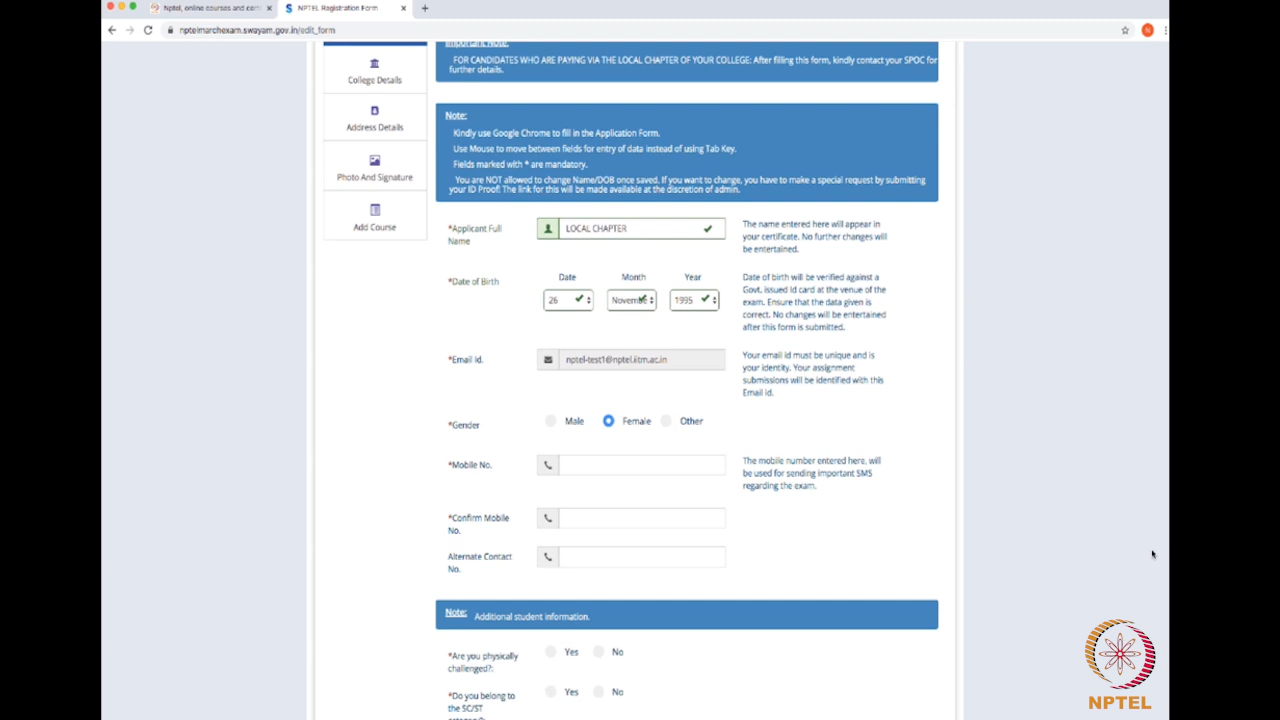 Nptel, online courses and cert
NPTEL Registration Form
nptelmarchexam.swayam.gov.in/edit_form
N
College Details
Address Details
Photo And Signature
Add Course
Important Note:
FOR CANDIDATES WHO ARE PAYING VIA THE LOCAL CHAPTER OF YOUR COLLEGE: After filling this form, kindly contact your SPOC for
further details.
Note:
Kindly use Google Chrome to fill in the Application Form.
Use Mouse to move between fields for entry of data instead of using Tab Key.
Fields marked with * are mandatory.
You are NOT allowed to change Name/DOB once saved. If you want to change, you have to make a special request by submitting
your ID Proof! The link for this will be made available at the discretion of admin.
*Applicant Full
Name
LOCAL CHAPTER
The name entered here will appear in
your certificate. No further changes will
be entertained.
*Date of Birth
Date
Month
Year
26
Novembe
1995
Date of birth will be verified against a
Govt. issued id card at the venue of the
exam. Ensure that the data given is
correct. No changes will be entertained
after this form is submitted.
*Email Id.
nptel-test1@nptel.iitm.ac.in
Your email id must be unique and is
your identity. Your assignment
submissions will be identified with this
Email id.
*Gender
Male
Female
Other
*Mobile No.
The mobile number entered here, will
be used for sending important SMS
regarding the exam.
*Confirm Mobile
No.
Alternate Contact
No.
Note: Additional student information.
*Are you physically
challenged?:
Yes
No
*Do you belong to
the SC/ST
Yes
No
NPTEL